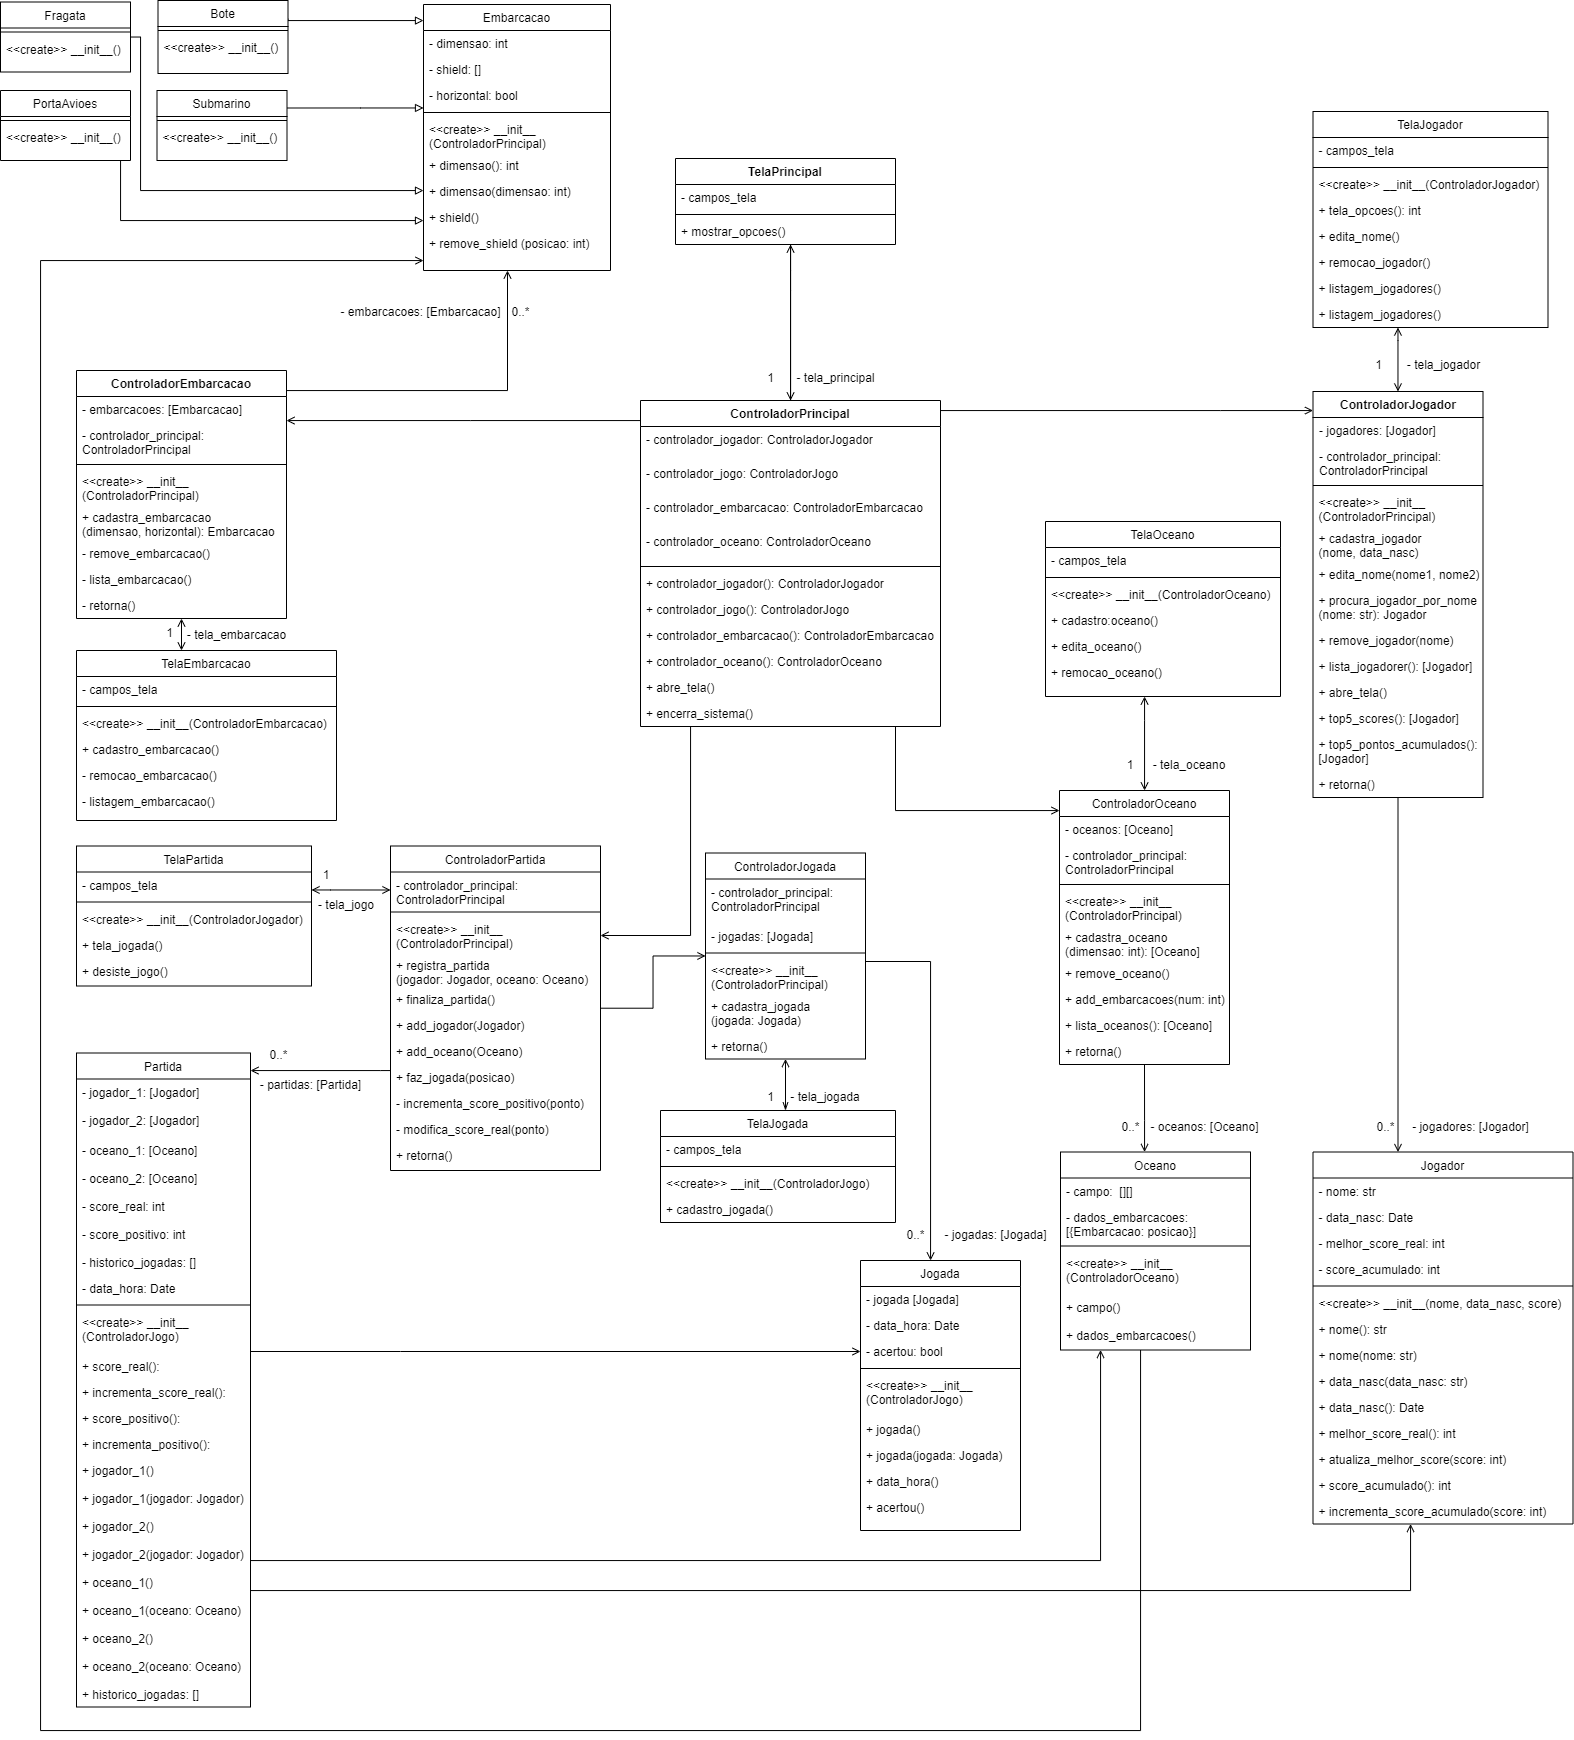 Fragata
<<create>> __init__()
Bote
<<create>> __init__()
PortaAvioes
<<create>> __init__()
Submarino
<<create>> __init__()
Embarcacao
- dimensao: int
- shield: []
- horizontal: bool
<<create>> __init__
(ControladorPrincipal)
+ dimensao(): int
+ dimensao(dimensao: int)
+ shield()
+ remove_shield (posicao: int)
- embarcacoes: [Embarcacao]
0..*
TelaPrincipal
- campos_tela
+ mostrar_opcoes()
1
- tela_principal
TelaJogador
- campos_tela
<<create>> __init__(ControladorJogador)
+ tela_opcoes(): int
+ edita_nome()
+ remocao_jogador()
+ listagem_jogadores()
+ listagem_jogadores()
1
- tela_jogador
ControladorEmbarcacao
- embarcacoes: [Embarcacao]
- controlador_principal:
ControladorPrincipal
<<create>> __init__
(ControladorPrincipal)
+ cadastra_embarcacao
(dimensao, horizontal): Embarcacao
- remove_embarcacao()
- lista_embarcacao()
- retorna()
1
- tela_embarcacao
TelaEmbarcacao
- campos_tela
<<create>> __init__(ControladorEmbarcacao)
+ cadastro_embarcacao()
- remocao_embarcacao()
- listagem_embarcacao()
ControladorPrincipal
- controlador_jogador: ControladorJogador
- controlador_jogo: ControladorJogo
- controlador_embarcacao: ControladorEmbarcacao
- controlador_oceano: ControladorOceano
+ controlador_jogador(): ControladorJogador
+ controlador_jogo(): ControladorJogo
+ controlador_embarcacao(): ControladorEmbarcacao
+ controlador_oceano(): ControladorOceano
+ abre_tela()
+ encerra_sistema()
TelaOceano
- campos_tela
<<create>> __init__(ControladorOceano)
+ cadastro:oceano()
+ edita_oceano()
+ remocao_oceano()
1
- tela_oceano
ControladorJogador
- jogadores: [Jogador]
- controlador_principal:
ControladorPrincipal
<<create>> __init__
(ControladorPrincipal)
+ cadastra_jogador
(nome, data_nasc)
+ edita_nome(nome1, nome2)
+ procura_jogador_por_nome
(nome: str): Jogador
+ remove_jogador(nome)
+ lista_jogadorer(): [Jogador]
+ abre_tela()
+ top5_scores(): [Jogador]
+ top5_pontos_acumulados():
[Jogador]
+ retorna()
TelaPartida
- campos_tela
<<create>> __init__(ControladorJogador)
+ tela_jogada()
+ desiste_jogo()
1
- tela_jogo
ControladorPartida
- controlador_principal:
ControladorPrincipal
<<create>> __init__
(ControladorPrincipal)
+ registra_partida
(jogador: Jogador, oceano: Oceano)
+ finaliza_partida()
+ add_jogador(Jogador)
+ add_oceano(Oceano)
+ faz_jogada(posicao)
- incrementa_score_positivo(ponto)
- modifica_score_real(ponto)
+ retorna()
ControladorJogada
- controlador_principal:
ControladorPrincipal
- jogadas: [Jogada]
<<create>> __init__
(ControladorPrincipal)
+ cadastra_jogada
(jogada: Jogada)
+ retorna()
1
- tela_jogada
TelaJogada
- campos_tela
<<create>> __init__(ControladorJogo)
+ cadastro_jogada()
ControladorOceano
- oceanos: [Oceano]
- controlador_principal:
ControladorPrincipal
<<create>> __init__
(ControladorPrincipal)
+ cadastra_oceano
(dimensao: int): [Oceano]
+ remove_oceano()
+ add_embarcacoes(num: int)
+ lista_oceanos(): [Oceano]
+ retorna()
0..*
- partidas: [Partida]
Partida
- jogador_1: [Jogador]
- jogador_2: [Jogador]
- oceano_1: [Oceano]
- oceano_2: [Oceano]
- score_real: int
- score_positivo: int
- historico_jogadas: []
- data_hora: Date
<<create>> __init__
(ControladorJogo)
+ score_real():
+ incrementa_score_real():
+ score_positivo():
+ incrementa_positivo():
+ jogador_1()
+ jogador_1(jogador: Jogador)
+ jogador_2()
+ jogador_2(jogador: Jogador)
+ oceano_1()
+ oceano_1(oceano: Oceano)
+ oceano_2()
+ oceano_2(oceano: Oceano)
+ historico_jogadas: []
0..*
- jogadas: [Jogada]
Jogada
- jogada [Jogada]
- data_hora: Date
- acertou: bool
<<create>> __init__
(ControladorJogo)
+ jogada()
+ jogada(jogada: Jogada)
+ data_hora()
+ acertou()
0..*
- oceanos: [Oceano]
Oceano
- campo:  [][]
- dados_embarcacoes:
[{Embarcacao: posicao}]
<<create>> __init__
(ControladorOceano)
+ campo()
+ dados_embarcacoes()
0..*
- jogadores: [Jogador]
Jogador
- nome: str
- data_nasc: Date
- melhor_score_real: int
- score_acumulado: int
<<create>> __init__(nome, data_nasc, score)
+ nome(): str
+ nome(nome: str)
+ data_nasc(data_nasc: str)
+ data_nasc(): Date
+ melhor_score_real(): int
+ atualiza_melhor_score(score: int)
+ score_acumulado(): int
+ incrementa_score_acumulado(score: int)